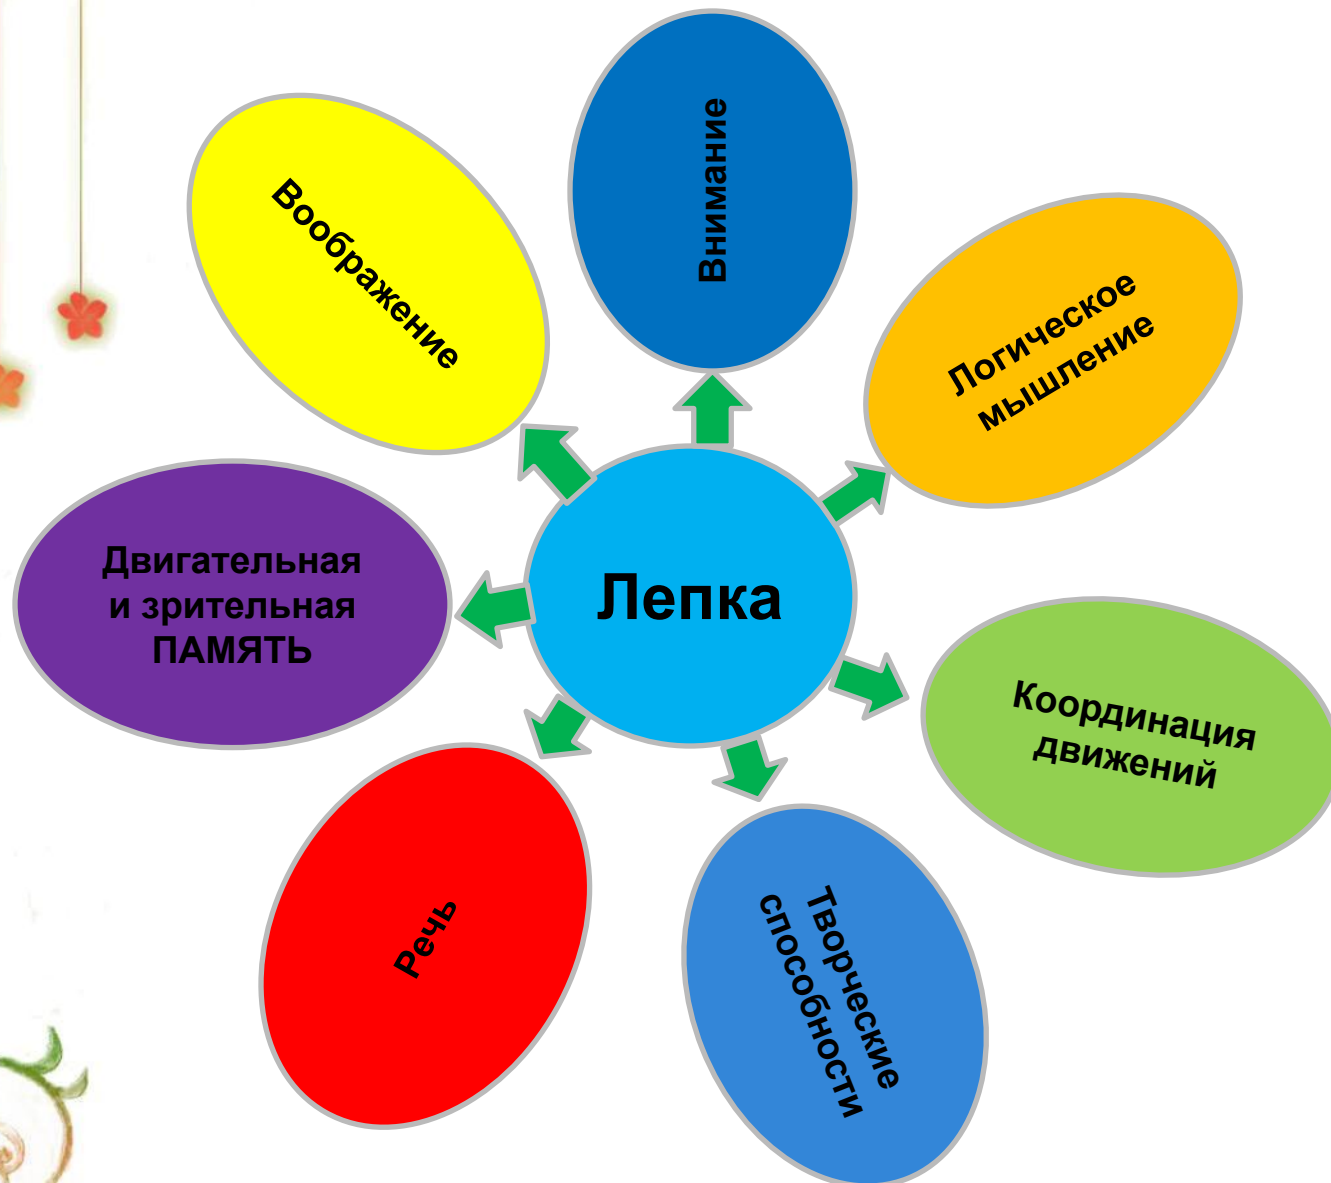 Внимание
Воображение
Логическое
мышление
Двигательная
и зрительная
ПАМЯТЬ
Лепка
Координация
движений
Речь
Творческие
способности